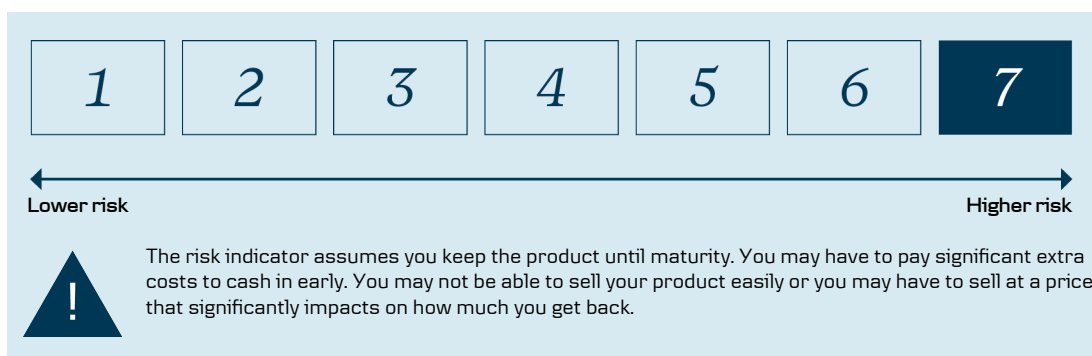 1 2 3 4 5 6 7
Lower risk Higher risk
!
The risk indicator assumes you keep the product until maturity. You may have to pay significant extra
costs to cash in early. You may not be able to sell your product easily or you may have to sell at a price
that significantly impacts on how much you get back.